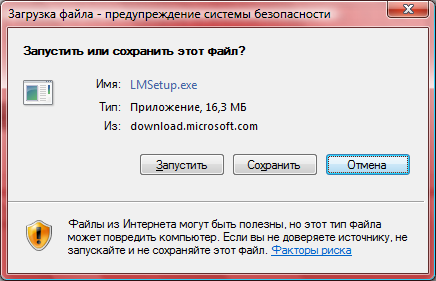 Загрузка файла - предупреждение системы безопасности
Запустить или сохранить этот файл?
Имя: LMSetup.exe
Тип: Приложение, 16,3 МБ
Из: download.microsoft.com
Запустить Сохранить Отмена
Файлы из Интернета могут быть полезны, но этот тип файла
может повредить компьютер. Если вы не доверяете источнику, не
запускайте и не сохраняйте этот файл. Факторы риска